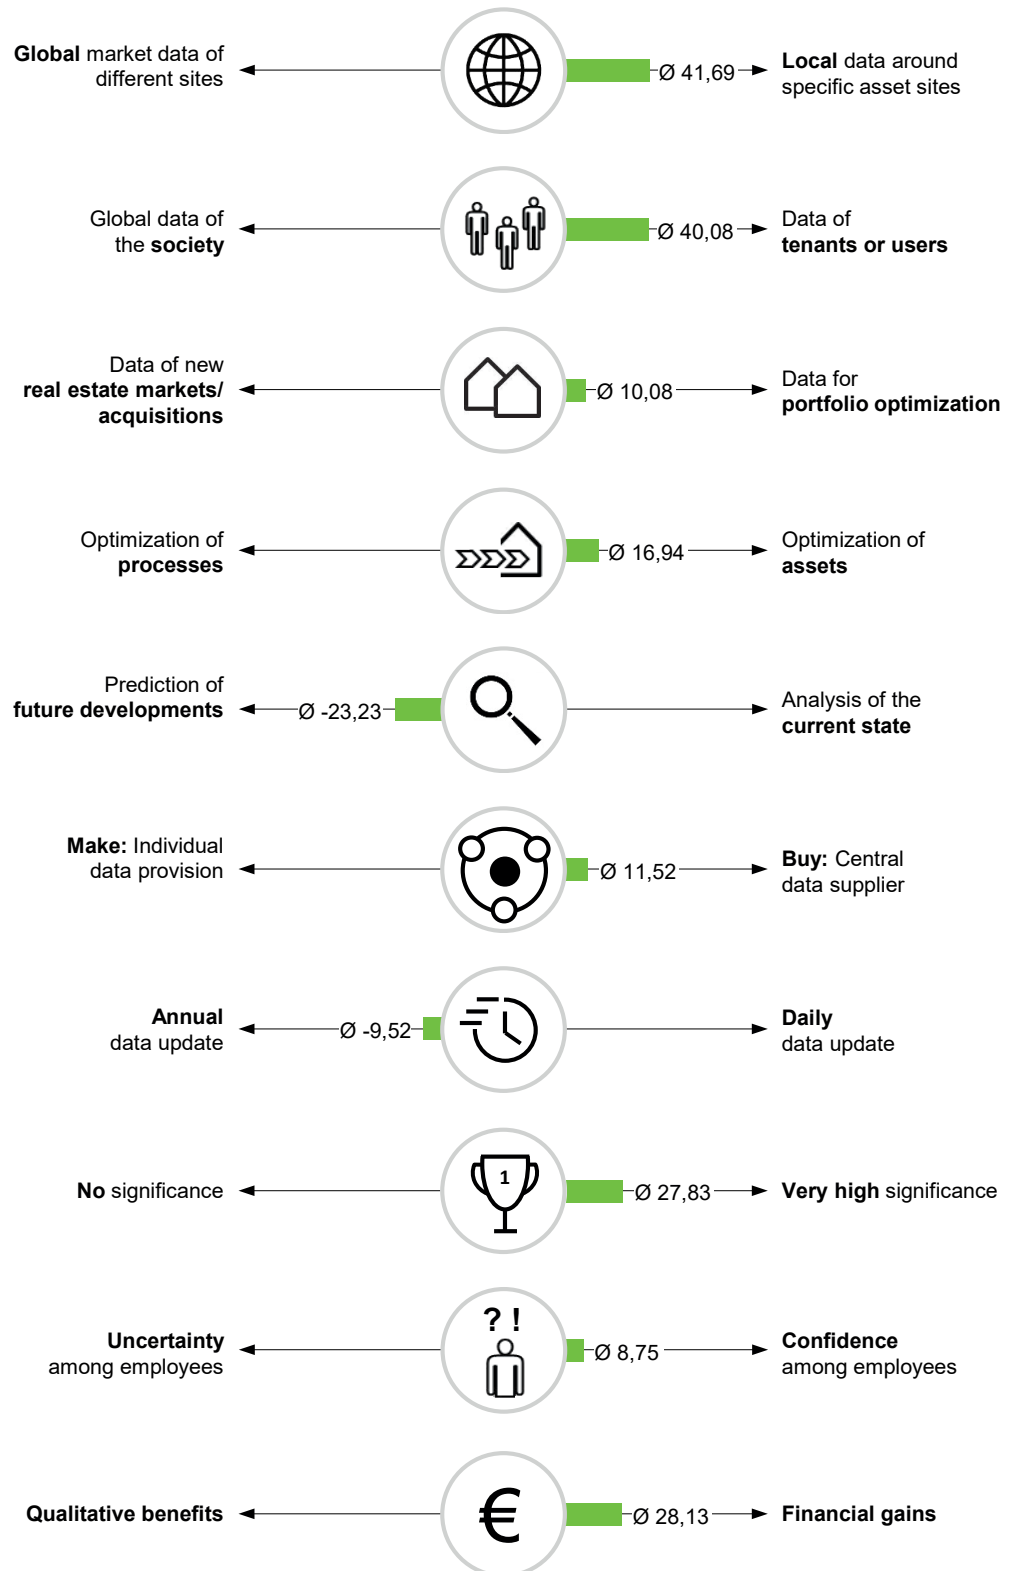 Global market data of
different sites
Ø 41,69
Local data around
specific asset sites
Global data of
the society
Ø 40,08
Data of
tenants or users
Data of new
real estate markets/
acquisitions
Ø 10,08
Data for
portfolio optimization
Optimization of
processes
Ø 16,94
Optimization of
assets
Prediction of
future developments
Ø -23,23
Analysis of the
current state
Make: Individual
data provision
Ø 11,52
Buy: Central
data supplier
Annual
data update
Ø -9,52
Daily
data update
No significance
1
Ø 27,83
Very high significance
Uncertainty
among employees
? !
Ø 8,75
Confidence
among employees
Qualitative benefits
€
Ø 28,13
Financial gains